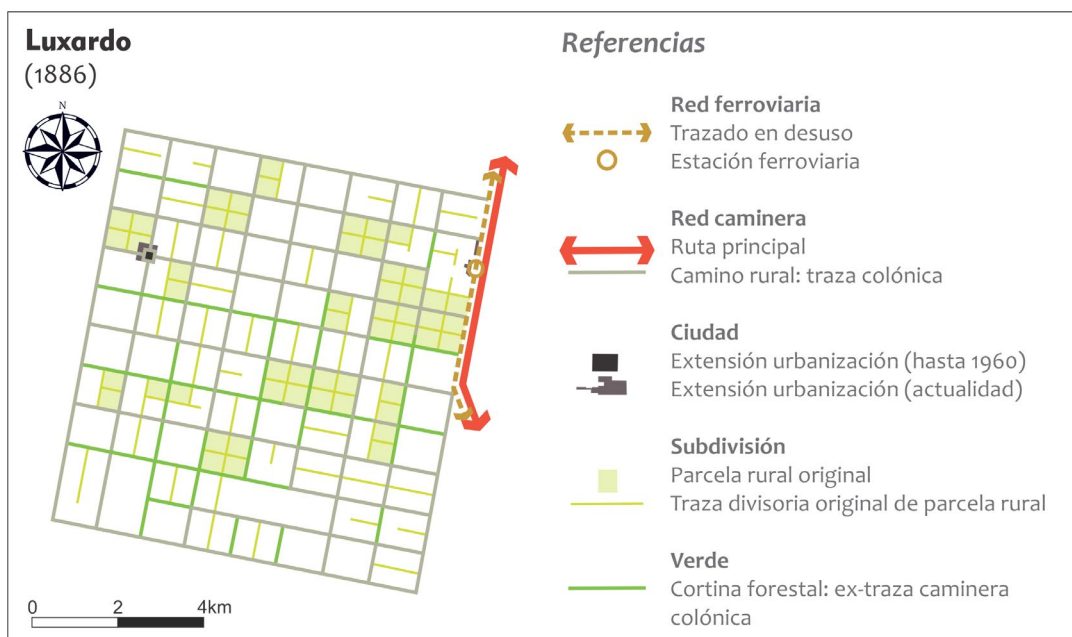 Luxardo
(1886)
N
0 2 4km
Referencias
Red ferroviaria
Trazado en desuso
Estación ferroviaria
Red caminera
Ruta principal
Camino rural: traza colónica
Ciudad
Extensión urbanización (hasta 1960)
Extensión urbanización (actualidad)
Subdivisión
Parcela rural original
Traza divisoria original de parcela rural
Verde
Cortina forestal: ex-traza caminera
colónica